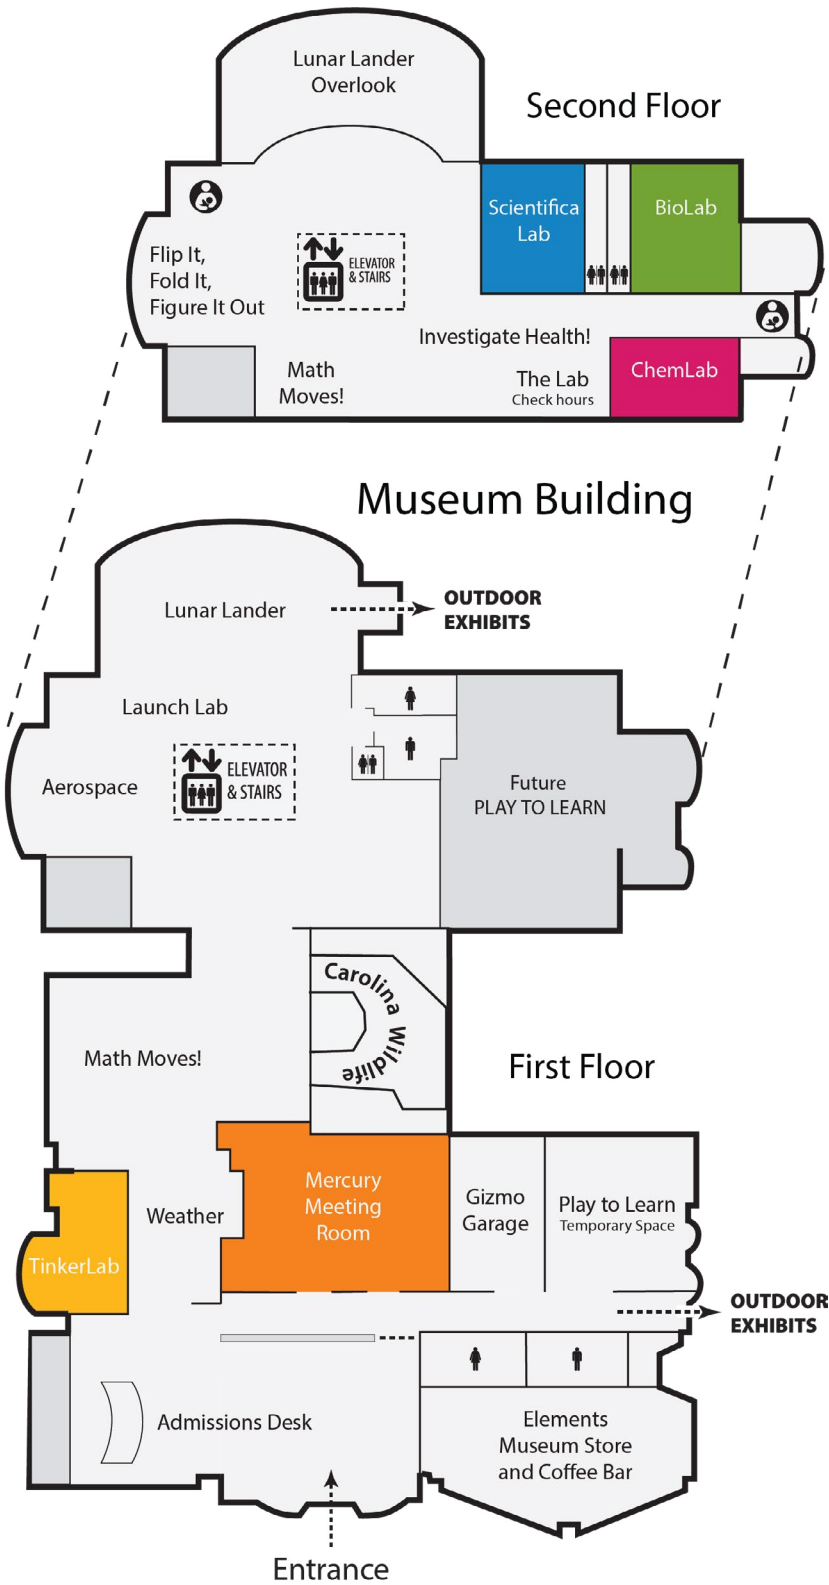 Lunar Lander
Overlook
Second Floor
Scientifica
Lab
BioLab
Flip It,
Fold It,
Figure It Out
ELEVATOR
& STAIRS
Investigate Health!
Math
Moves!
The Lab
Check hours
ChemLab
Museum Building
Lunar Lander
OUTDOOR
EXHIBITS
Launch Lab
Aerospace
ELEVATOR
& STAIRS
Future
PLAY TO LEARN
Carolina Wildlife
Math Moves!
First Floor
Mercury
Meeting
Room
Gizmo
Garage
Play to Learn
Temporary Space
Weather
TinkerLab
OUTDOOR
EXHIBITS
Admissions Desk
Elements
Museum Store
and Coffee Bar
Entrance